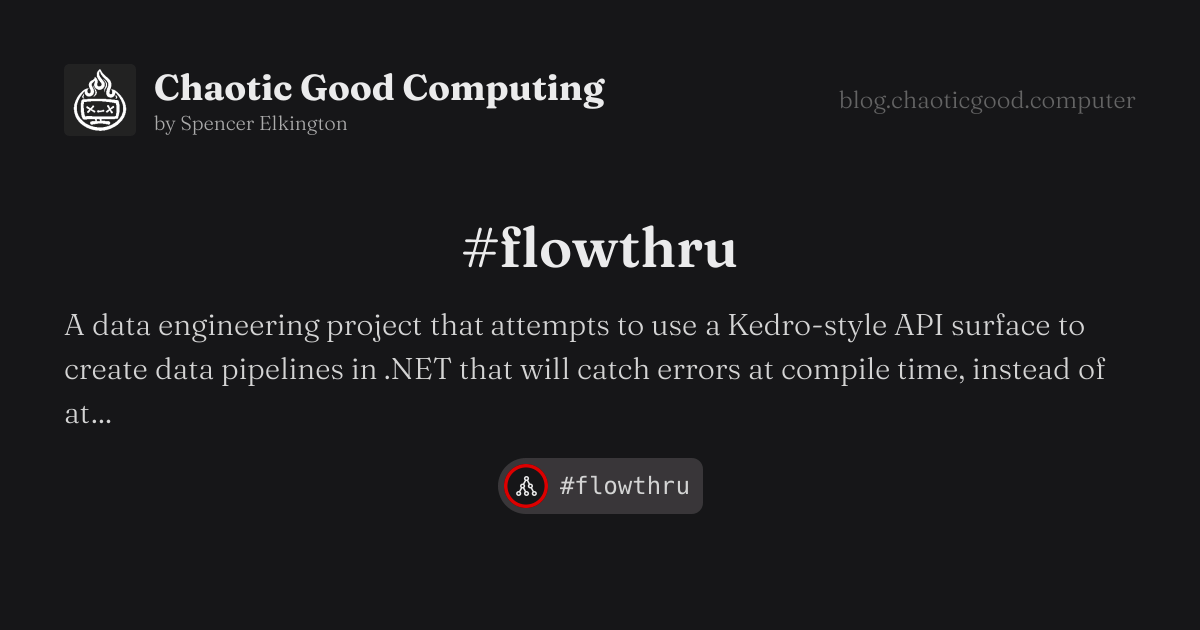 Chaotic Good Computing
by Spencer Elkington
blog.chaoticgood.computer
#flowthru
A data engineering project that attempts to use a Kedro-style API surface to
create data pipelines in .NET that will catch errors at compile time, instead of
at...
#flowthru